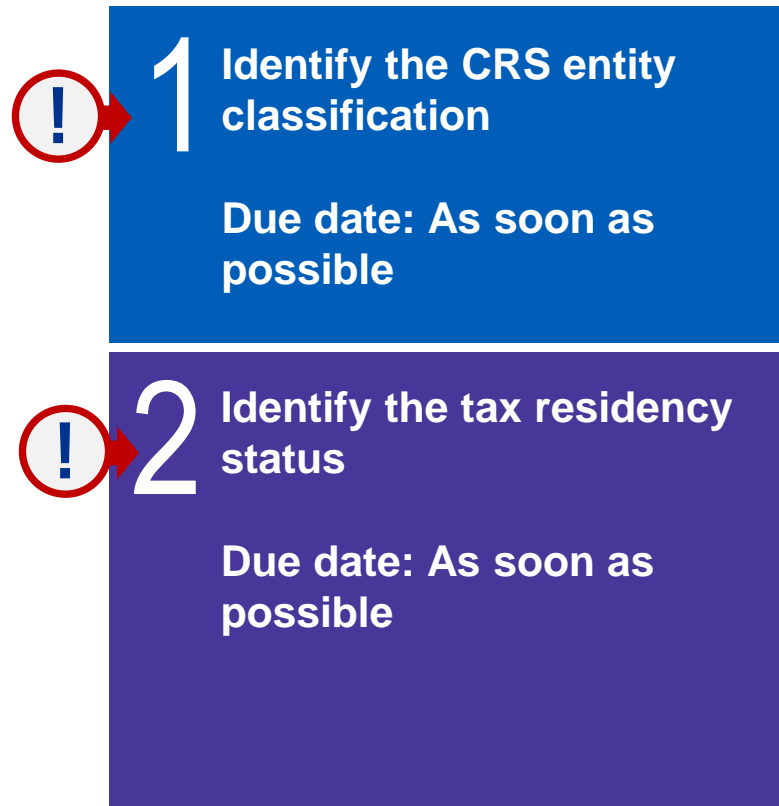 !
1
Identify the CRS entity
classification
Due date: As soon as
possible
!
2
Identify the tax residency
status
Due date: As soon as
possible